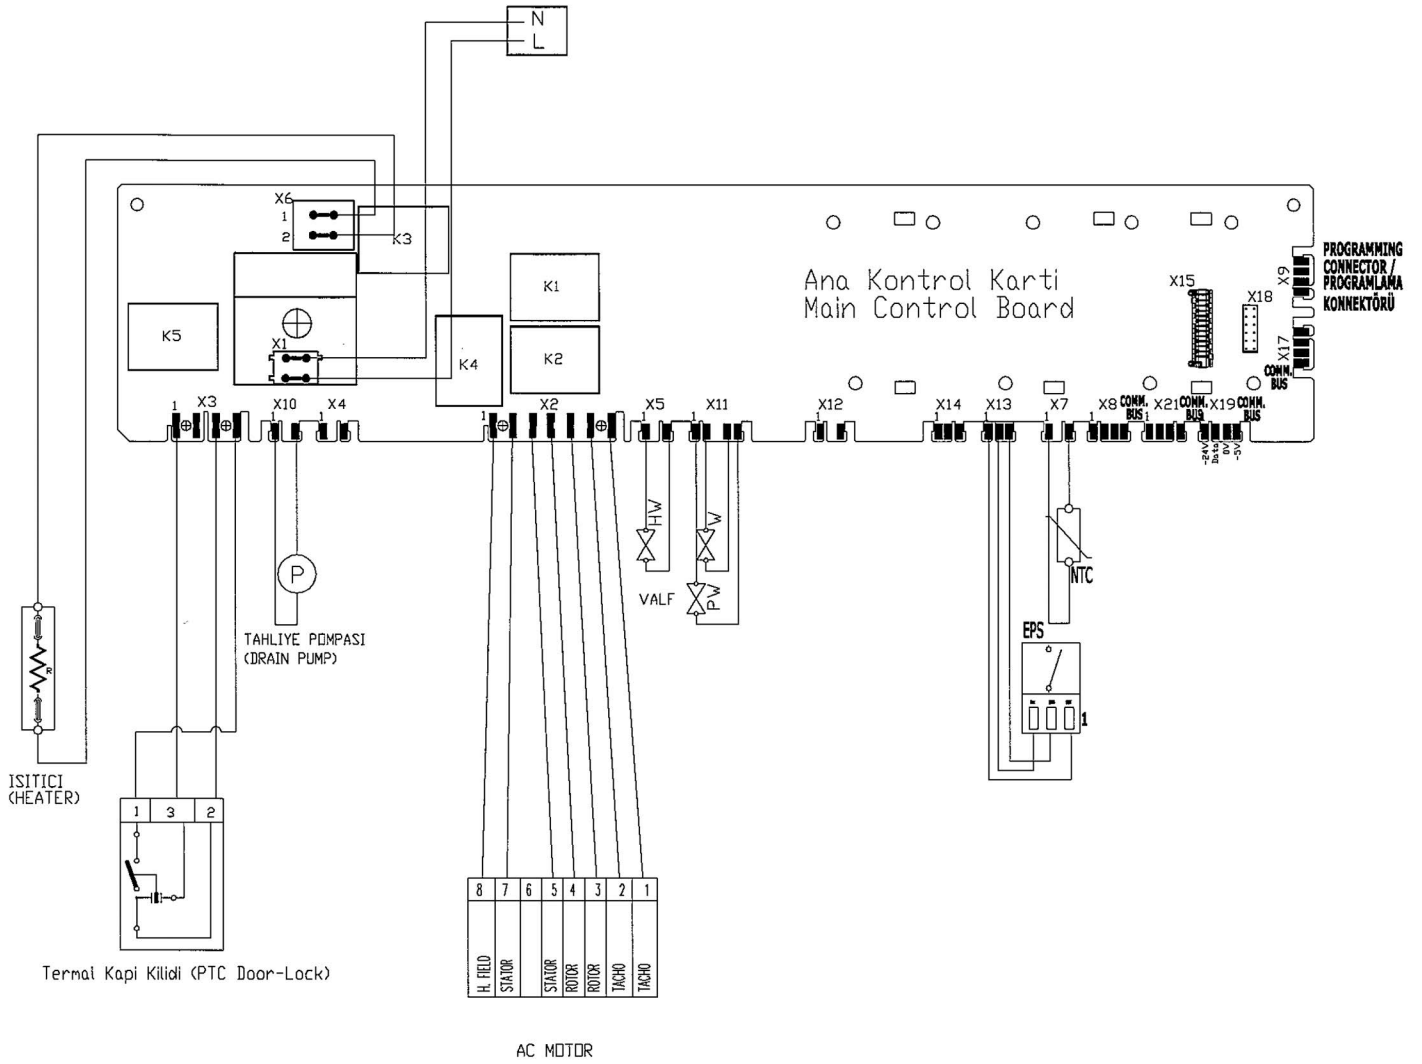 N
L
X6
1
2
K3
K1
K2
K4
K5
X1
Ana Kontrol Karti
Main Control Board
X15
X18
X9
PROGRAMMING
CONNECTOR /
PROGRAMLAMA
KONNEKTÖRÜ
X17
COMM.
BUS
1
X3
1
X10
1
X4
1
X2
1
X5
1
X11
1
X12
1
X14
1
X13
1
X7
1
X8
COMM.
BUS
1
X21
COMM.
BUS
X19
COMM.
BUS
-24V
Data
0V
-5V
HW
W
PW
VALF
P
TAHLIYE POMPASI
(DRAIN PUMP)
NTC
EPS
1
R
ISITICI
(HEATER)
1 3 2
Termal Kapi Kilidi (PTC Door-Lock)
8 7 6 5 4 3 2 1
H. FIELD
STATOR
STATOR
ROTOR
ROTOR
TACHO
TACHO
AC MOTOR